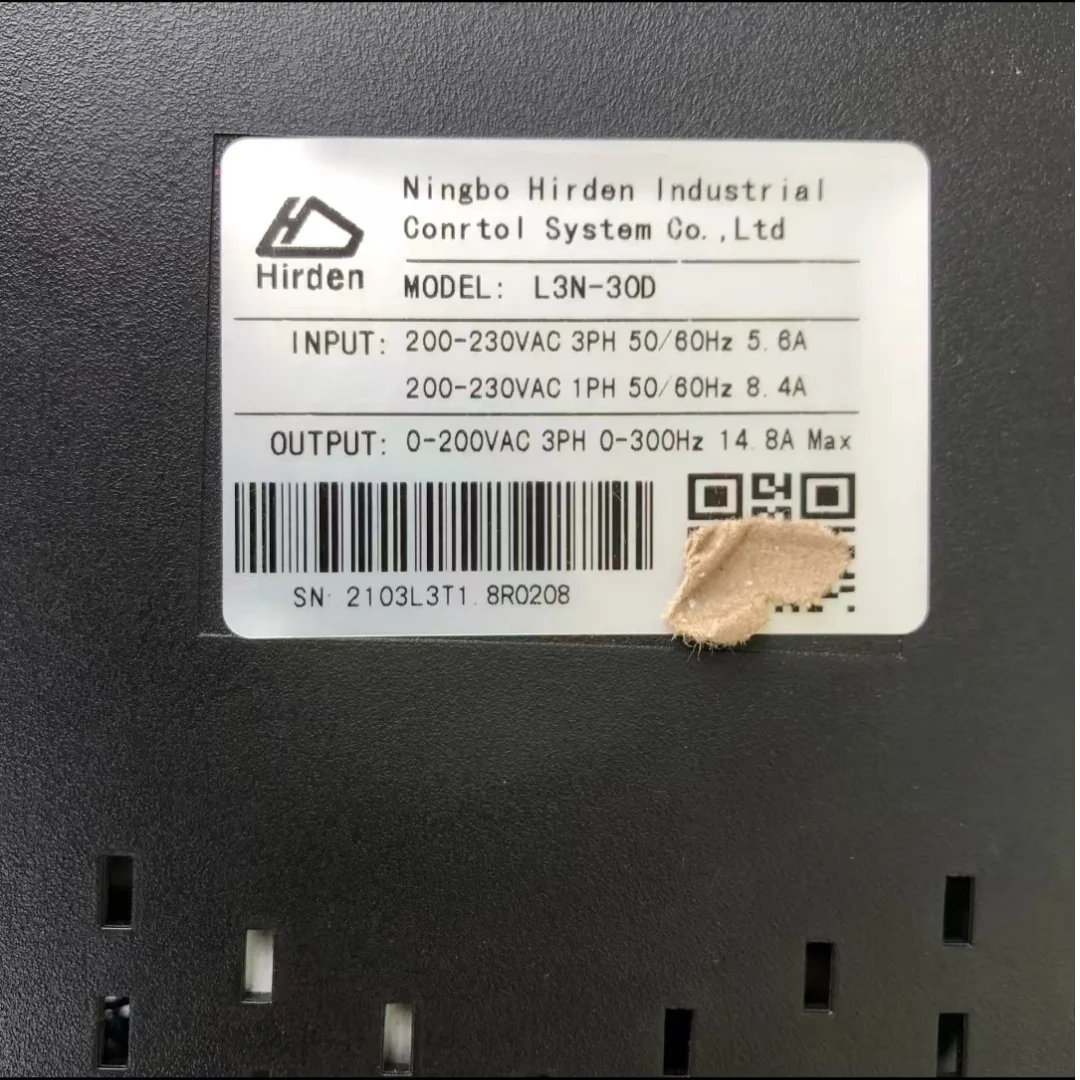 Ningbo Hirden Industrial
Conrtol System Co.,Ltd
Hirden
MODEL: L3N-30D
INPUT: 200-230VAC 3PH 50/60Hz 5.6A
200-230VAC 1PH 50/60Hz 8.4A
OUTPUT: 0-200VAC 3PH 0-300Hz 14.8A Max
SN: 2103L3T1.8R0208